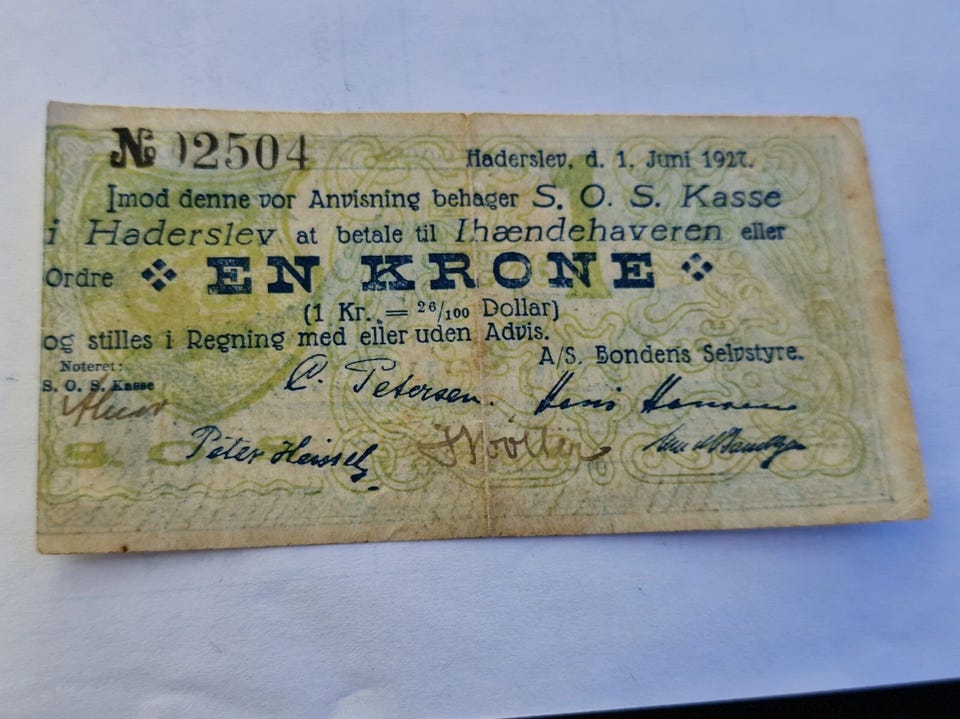 № 02504
Haderslev, d. 1. Juni 1927.
Imod denne vor Anvisning behager S. O. S. Kasse
i Haderslev at betale til Ihændehaveren eller
Ordre EN KRONE
(1 Kr. = 26/100 Dollar)
og stilles i Regning med eller uden Advis.
A/S. Bondens Selvstyre.
Noteret:
S. O. S. Kasse
C. Petersen. Hans Hansen
Peter Heissel